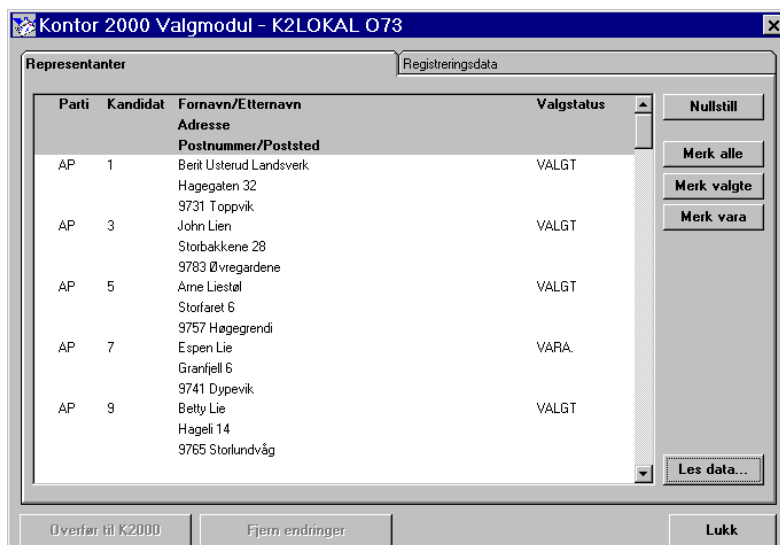 Kontor 2000 Valgmodul - K2LOKAL O73
Representanter
Registreringsdata
Parti Kandidat Fornavn/Etternavn Valgstatus
Adresse
Postnummer/Poststed
AP 1 Berit Usterud Landsverk VALGT
Hagegaten 32
9731 Toppvik
AP 3 John Lien VALGT
Storbakkene 28
9783 Øvregardene
AP 5 Arne Liestøl VALGT
Storfaret 6
9757 Høgegrendi
AP 7 Espen Lie VARA.
Granfjell 6
9741 Dypevik
AP 9 Betty Lie VALGT
Hageli 14
9765 Storlundvåg
Nullstill
Merk alle
Merk valgte
Merk vara
Les data...
Overfør til K2000
Fjern endringer
Lukk